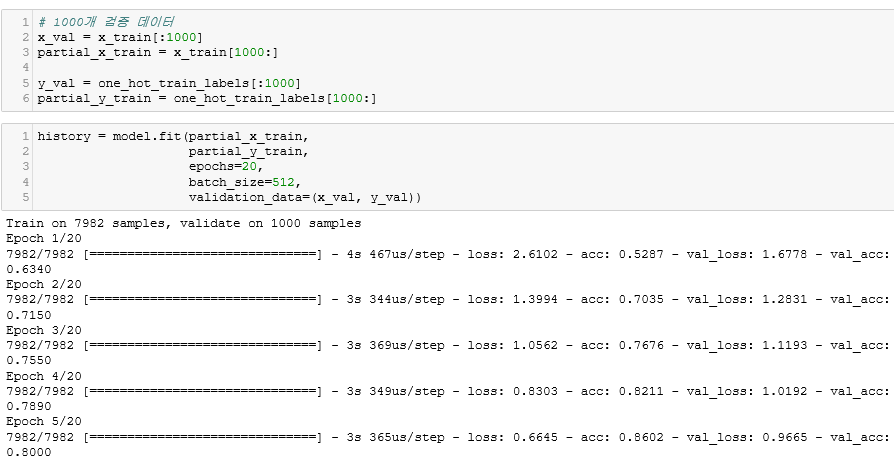 1 # 1000개 검증 데이터
2 x_val = x_train[:1000]
3 partial_x_train = x_train[1000:]
4
5 y_val = one_hot_train_labels[:1000]
6 partial_y_train = one_hot_train_labels[1000:]
1 history = model.fit(partial_x_train,
2 partial_y_train,
3 epochs=20,
4 batch_size=512,
5 validation_data=(x_val, y_val))
Train on 7982 samples, validate on 1000 samples
Epoch 1/20
7982/7982 [==============================] - 4s 467us/step - loss: 2.6102 - acc: 0.5287 - val_loss: 1.6778 - val_acc:
0.6340
Epoch 2/20
7982/7982 [==============================] - 3s 344us/step - loss: 1.3994 - acc: 0.7035 - val_loss: 1.2831 - val_acc:
0.7150
Epoch 3/20
7982/7982 [==============================] - 3s 369us/step - loss: 1.0562 - acc: 0.7676 - val_loss: 1.1193 - val_acc:
0.7550
Epoch 4/20
7982/7982 [==============================] - 3s 349us/step - loss: 0.8303 - acc: 0.8211 - val_loss: 1.0192 - val_acc:
0.7890
Epoch 5/20
7982/7982 [==============================] - 3s 365us/step - loss: 0.6645 - acc: 0.8602 - val_loss: 0.9665 - val_acc:
0.8000